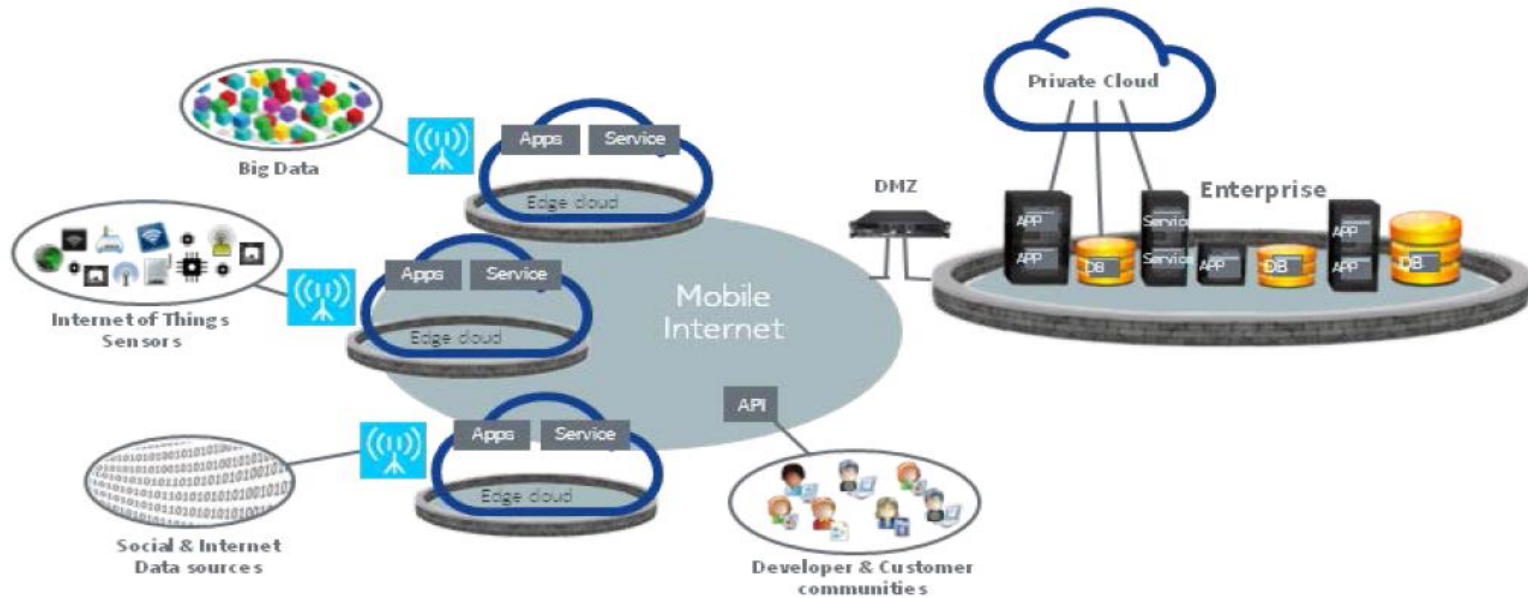 Private Cloud
Apps Service
Big Data
Edge cloud
DMZ
Enterprise
APP
APP
DB
Service
Service
APP
DB
APP
APP
DB
Apps Service
Edge cloud
Internet of Things
Sensors
Mobile
Internet
API
Apps Service
Edge cloud
Social & Internet
Data sources
Developer & Customer
communities